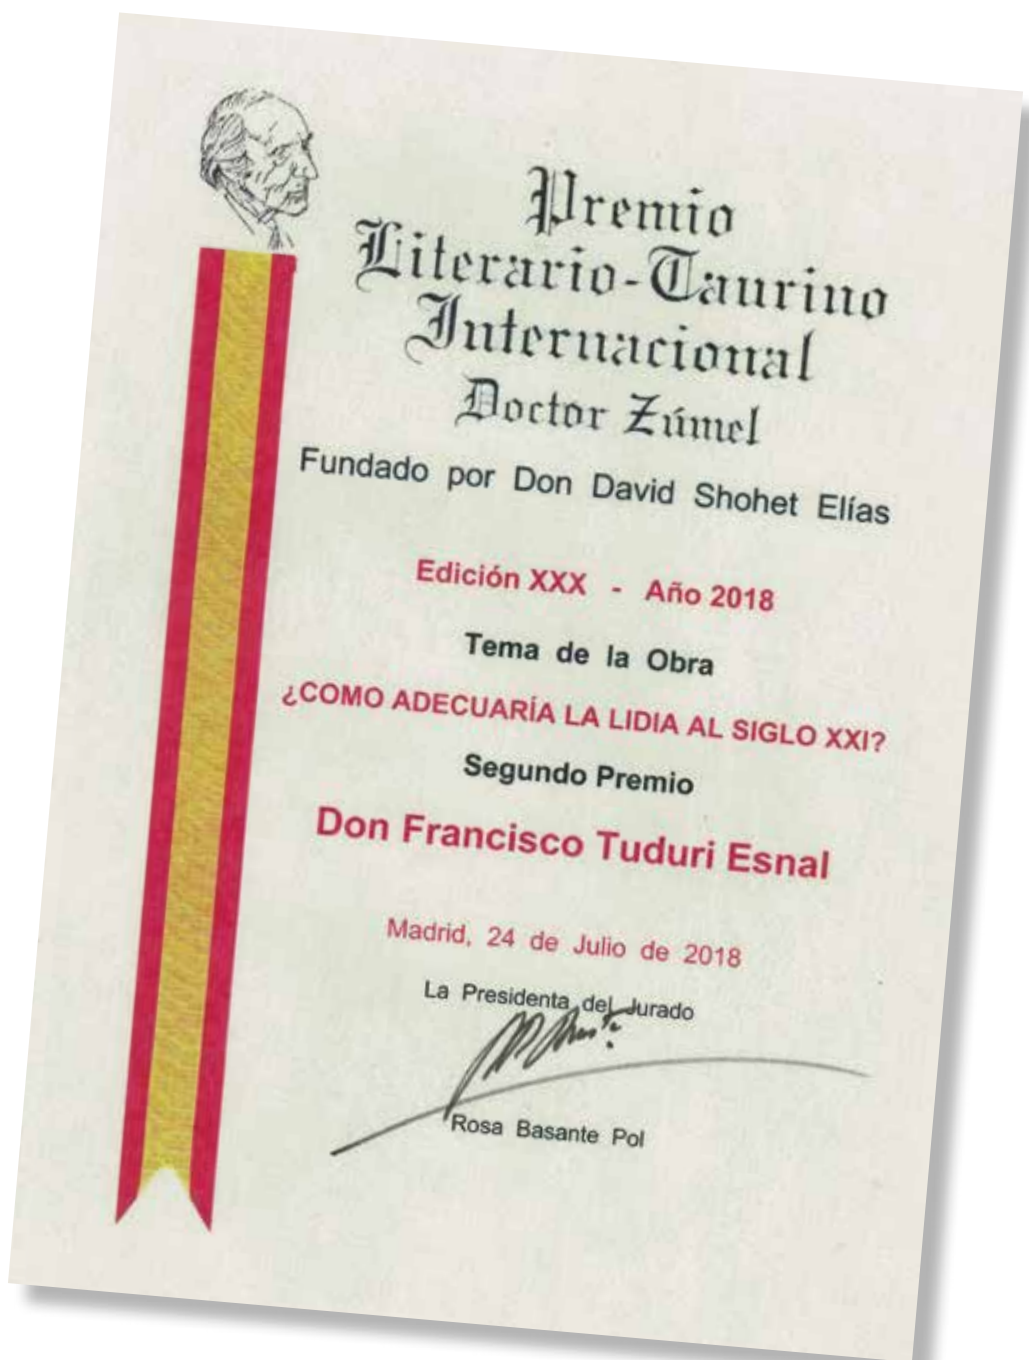 Premio
Literario-Taurino
Internacional
Doctor Zúmel
Fundado por Don David Shohet Elías
Edición XXX - Año 2018
Tema de la Obra
¿COMO ADECUARÍA LA LIDIA AL SIGLO XXI?
Segundo Premio
Don Francisco Tuduri Esnal
Madrid, 24 de Julio de 2018
La Presidenta del Jurado
Rosa Basante Pol